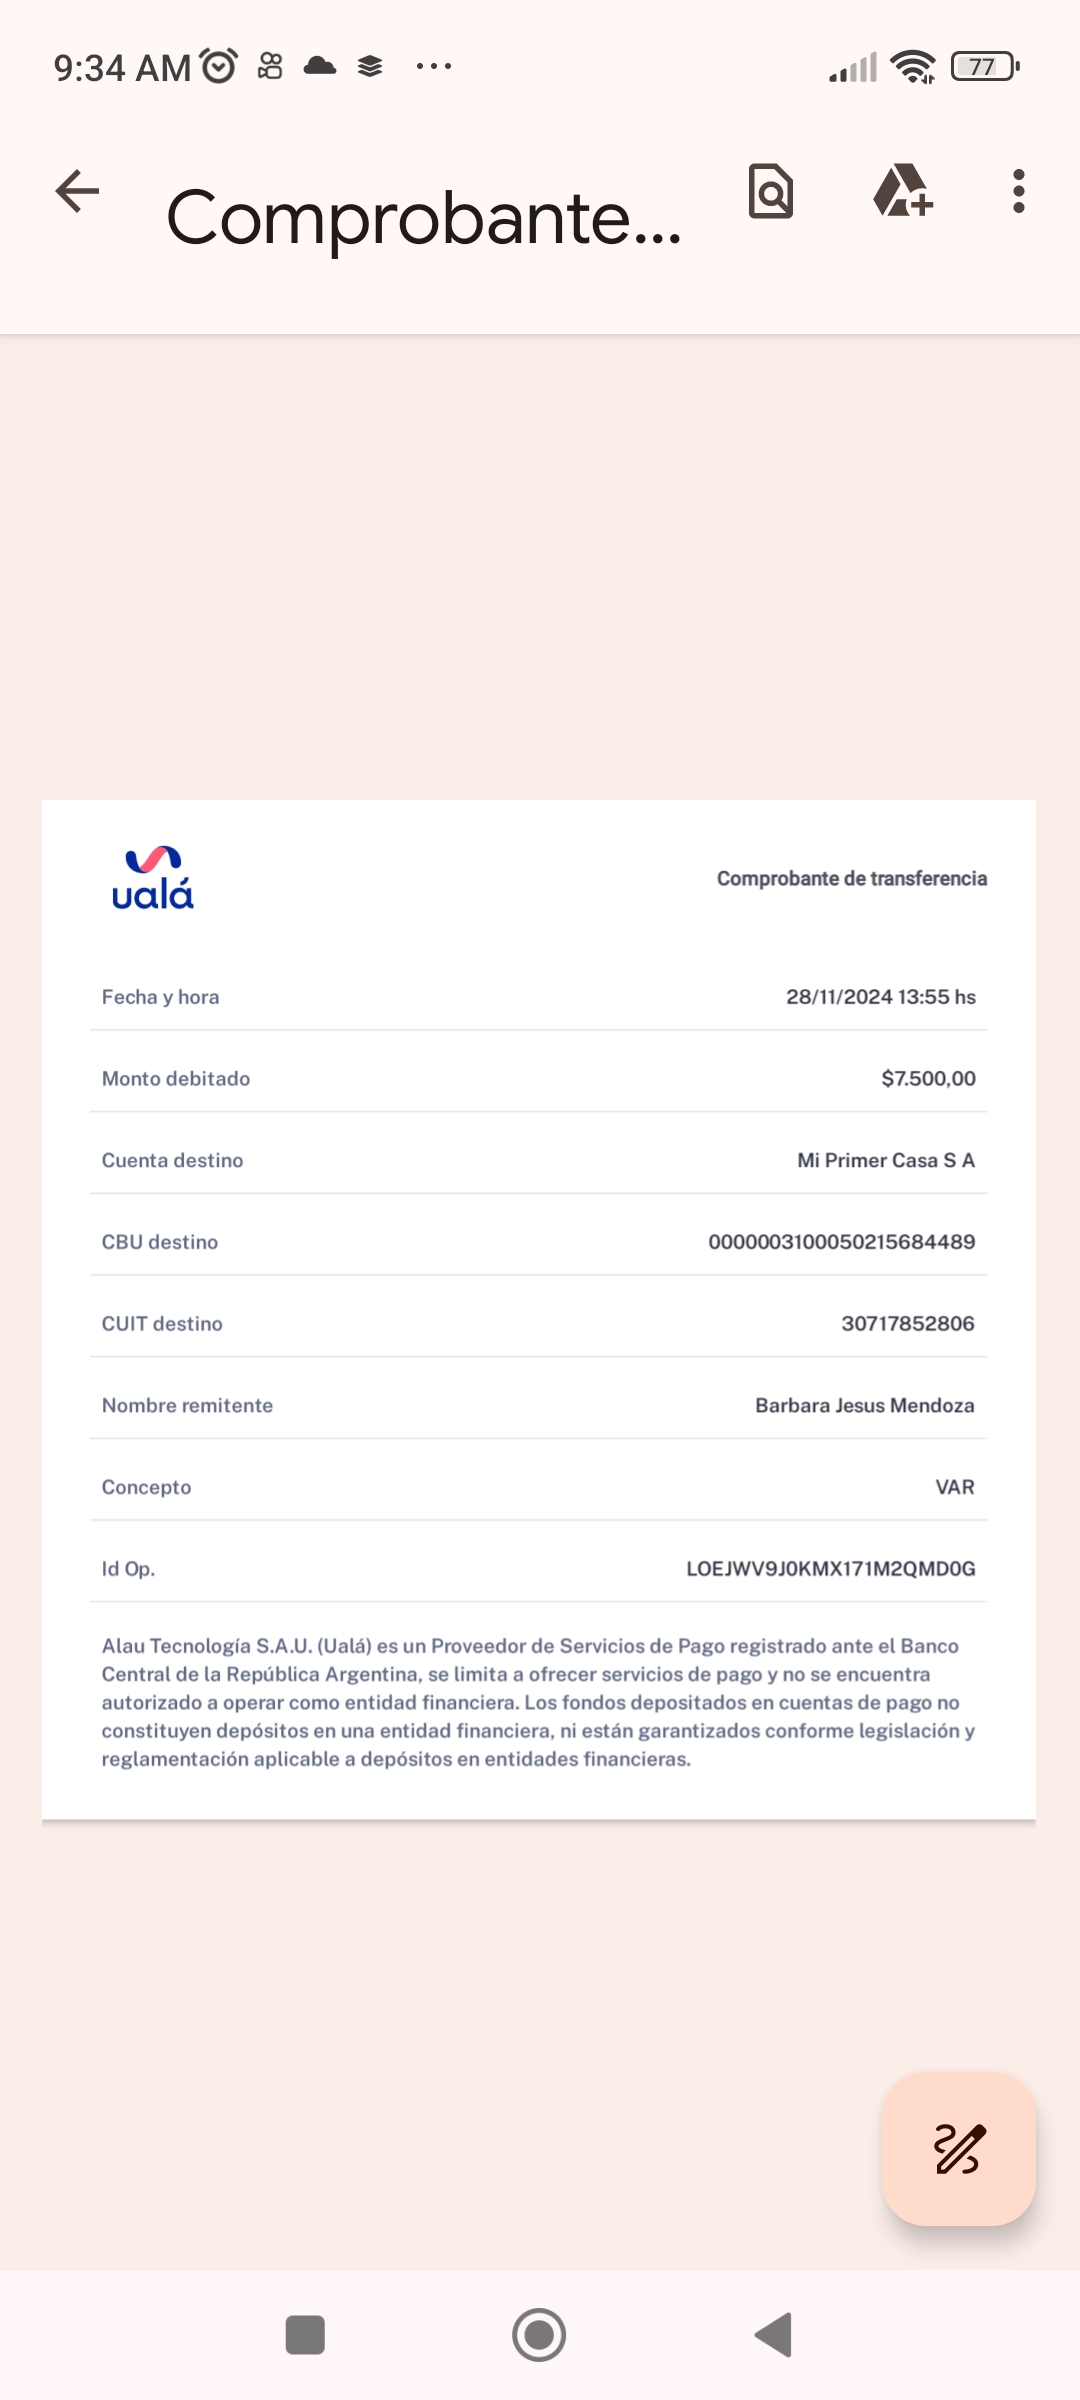 9:34 AM
77
Comprobante...
ualá
Comprobante de transferencia
Fecha y hora 28/11/2024 13:55 hs
Monto debitado $7.500,00
Cuenta destino Mi Primer Casa S A
CBU destino 0000003100050215684489
CUIT destino 30717852806
Nombre remitente Barbara Jesus Mendoza
Concepto VAR
Id Op. LOEJWV9J0KMX171M2QMD0G
Alau Tecnología S.A.U. (Ualá) es un Proveedor de Servicios de Pago registrado ante el Banco
Central de la República Argentina, se limita a ofrecer servicios de pago y no se encuentra
autorizado a operar como entidad financiera. Los fondos depositados en cuentas de pago no
constituyen depósitos en una entidad financiera, ni están garantizados conforme legislación y
reglamentación aplicable a depósitos en entidades financieras.